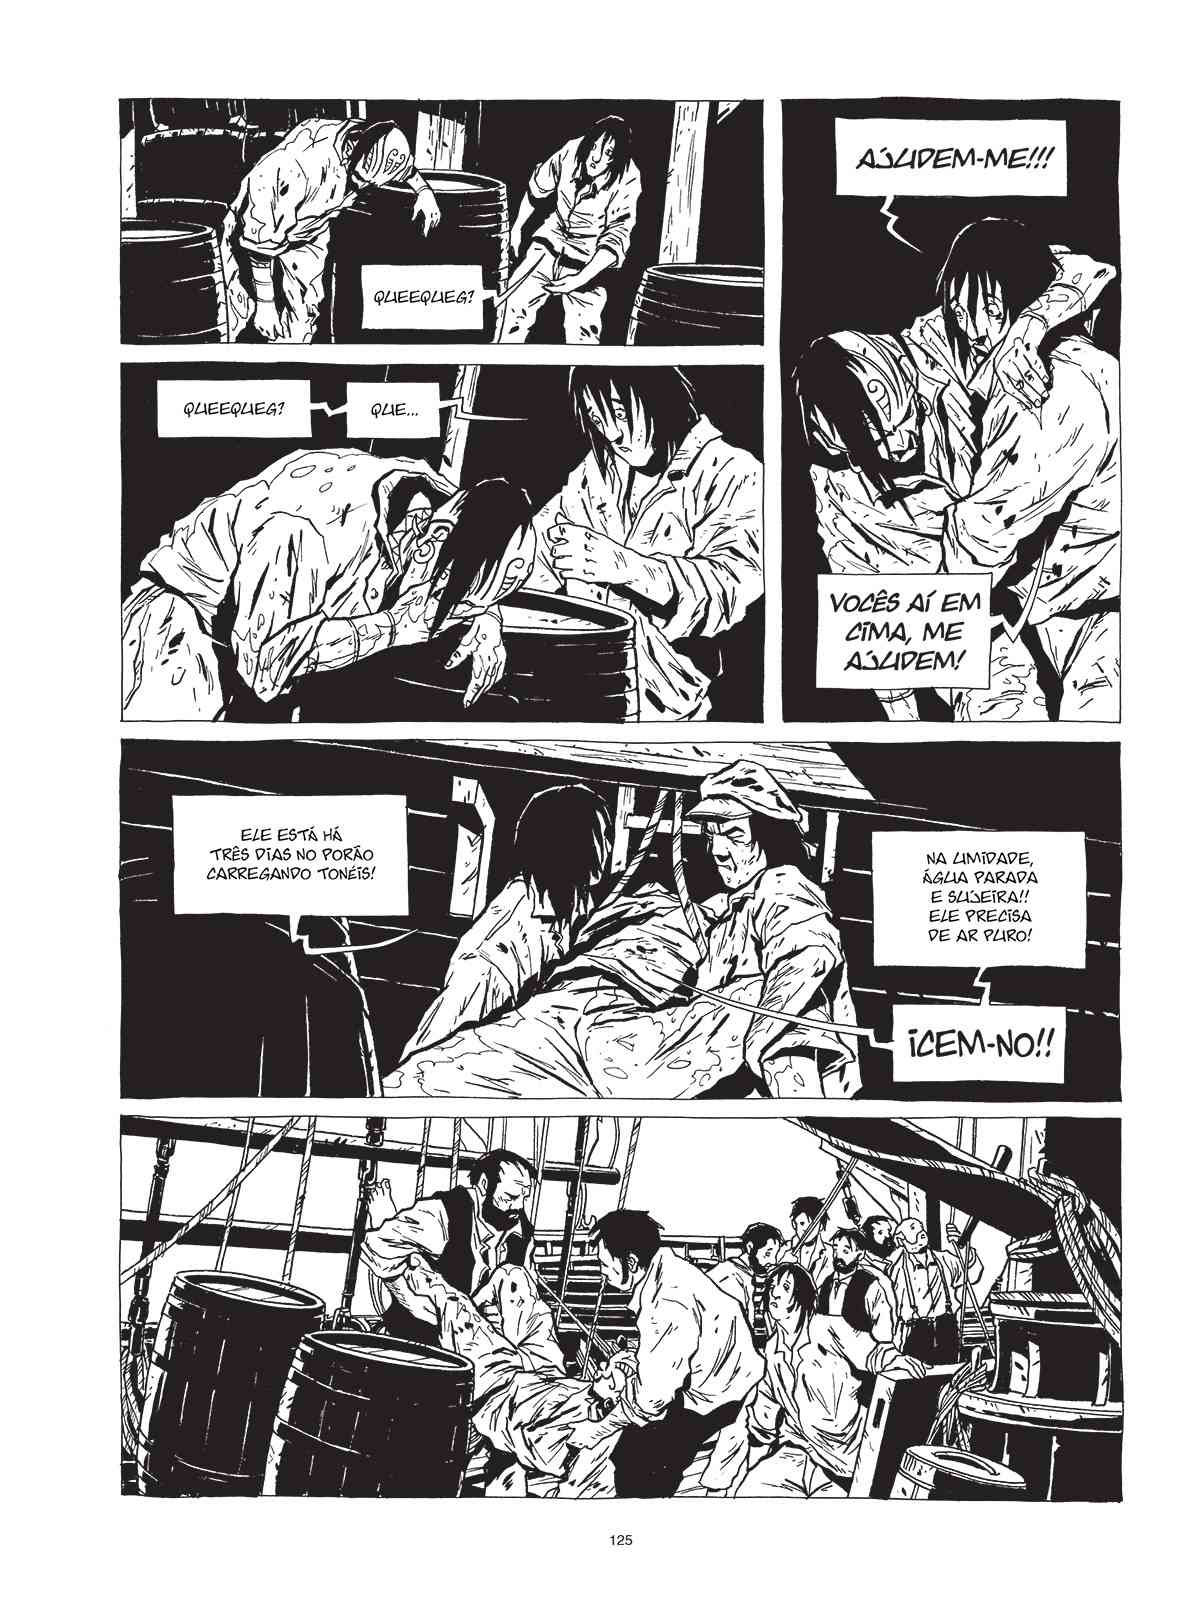 QUEEQUEG?
QUEEQUEG?
QUE...
AJUDEM-ME!!!
VOCÊS AÍ EM
CIMA, ME
AJUDEM!
ELE ESTÁ HÁ
TRÊS DIAS NO PORÃO
CARREGANDO TONÉIS!
NA UMIDADE,
ÁGUA PARADA
E SUJEIRA!!
ELE PRECISA
DE AR PURO!
IÇEM-NO!!
125